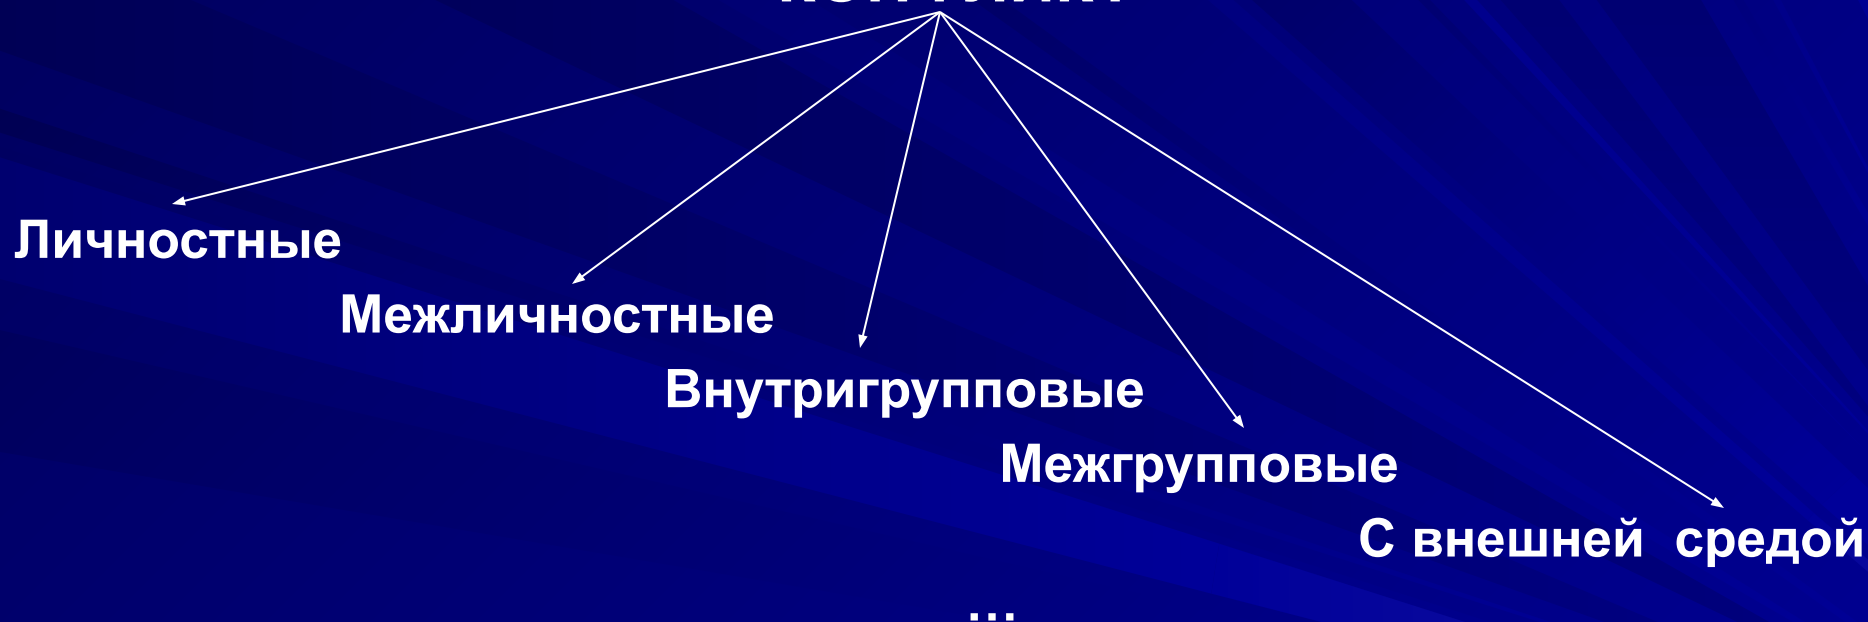 Личностные
Межличностные
Внутригрупповые
Межгрупповые
С внешней  средой
...